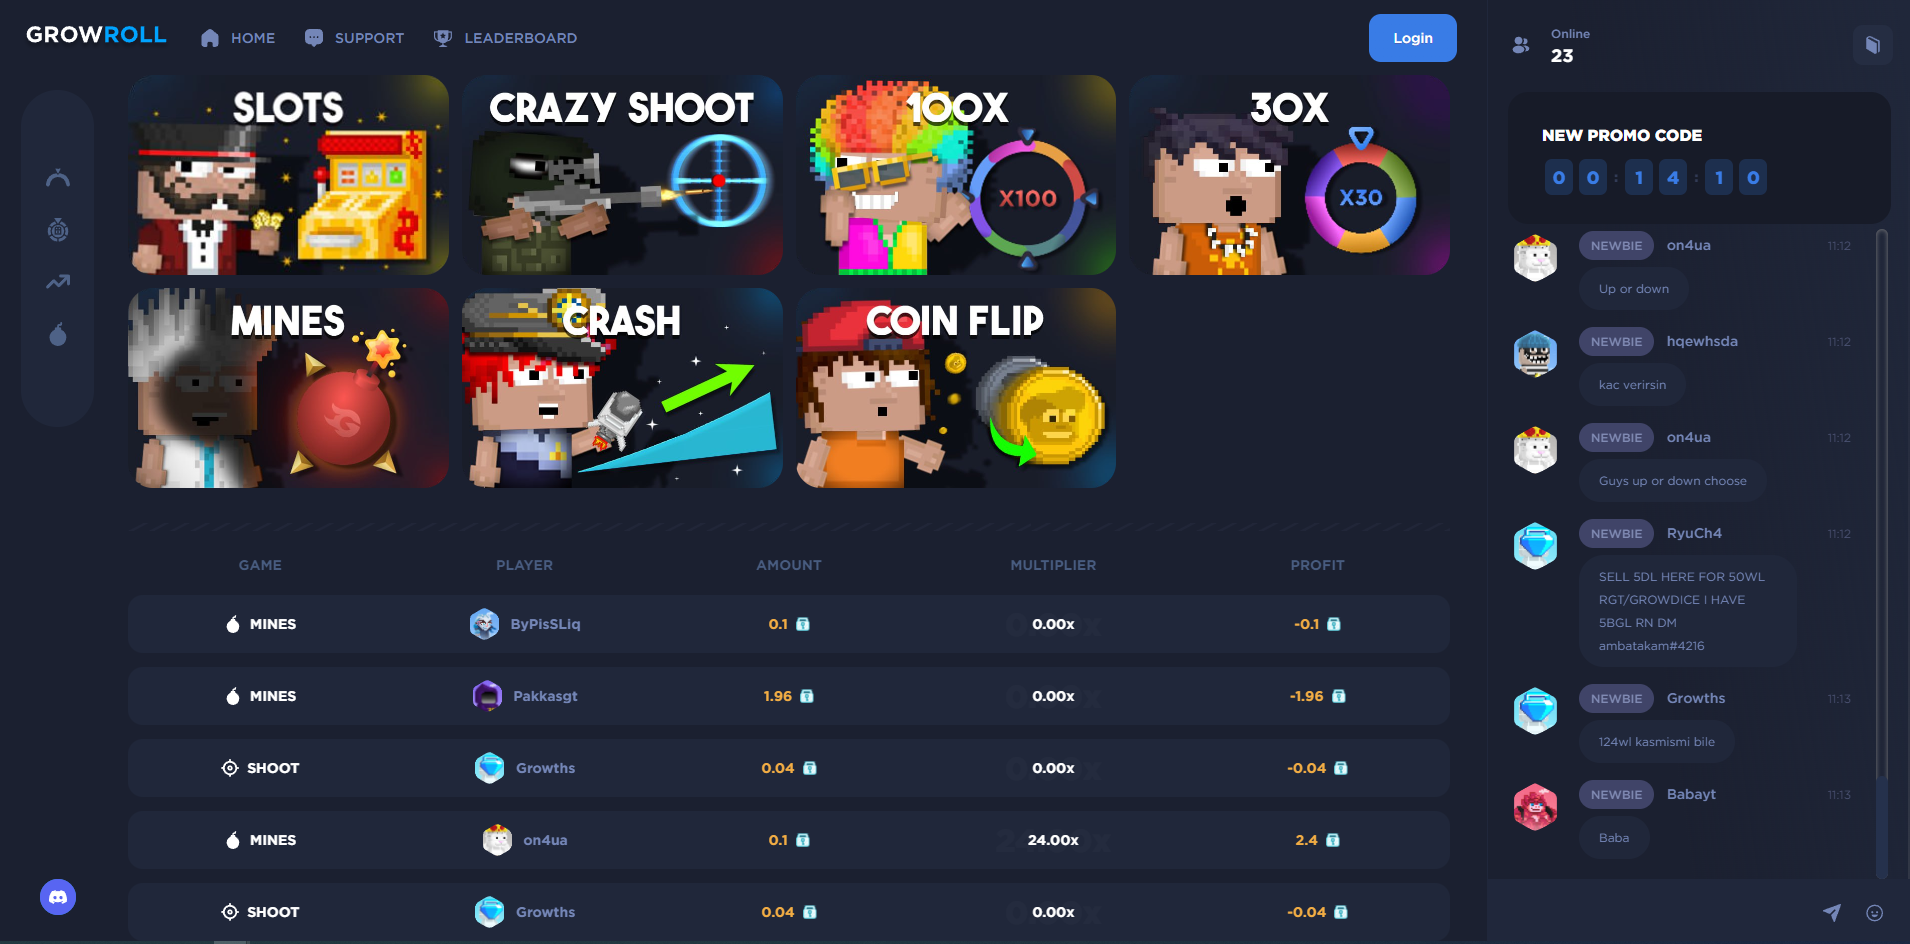 GROWROLL
HOME
SUPPORT
LEADERBOARD
Login
Online
23
SLOTS
CRAZY SHOOT
100X
X100
30X
X30
MINES
CRASH
COIN FLIP
GAME PLAYER AMOUNT MULTIPLIER PROFIT
MINES ByPisSLiq 0.1 0.00x -0.1
MINES Pakkasgt 1.96 0.00x -1.96
SHOOT Growths 0.04 0.00x -0.04
MINES on4ua 0.1 24.00x 2.4
SHOOT Growths 0.04 0.00x -0.04
NEW PROMO CODE
00:14:10
NEWBIE on4ua 11:12
Up or down
NEWBIE hqewhsda 11:12
kac verirsin
NEWBIE on4ua 11:12
Guys up or down choose
NEWBIE RyuCh4 11:12
SELL 5DL HERE FOR 50WL
RGT/GROWDICE I HAVE
5BGL RN DM
ambatakam#4216
NEWBIE Growths 11:13
124wl kasmismi bile
NEWBIE Babayt 11:13
Baba